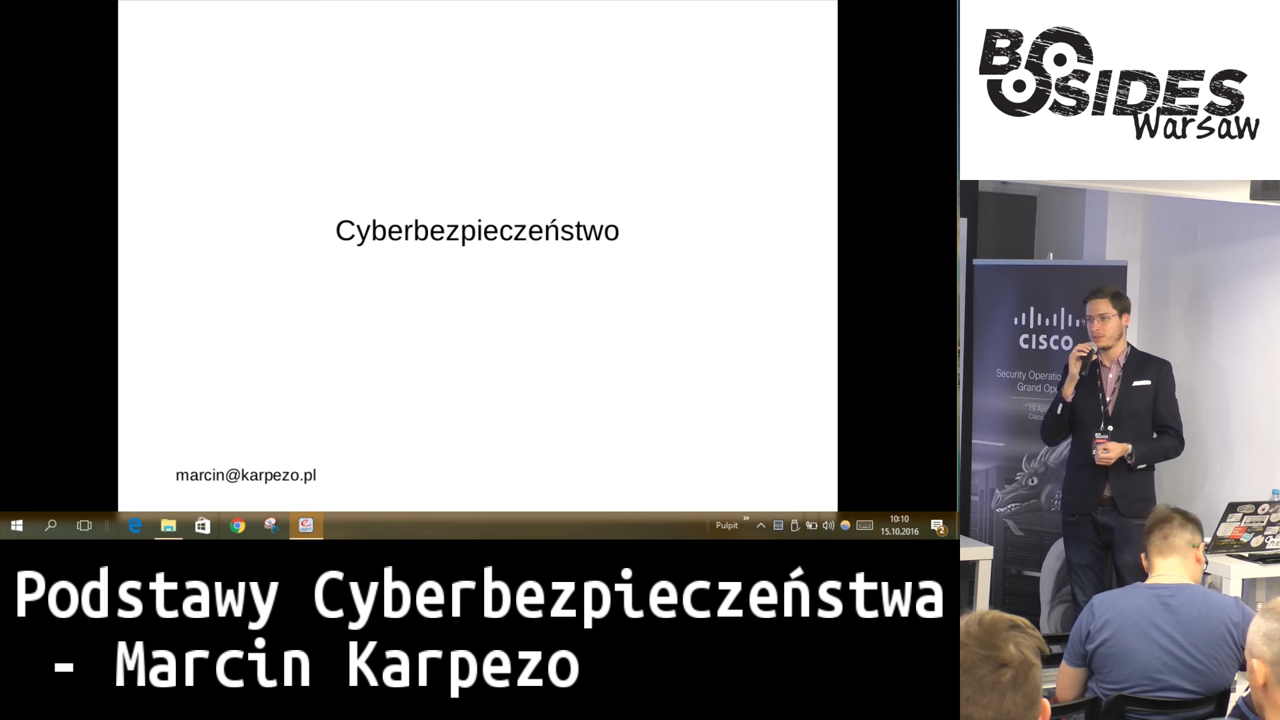 Cyberbezpieczeństwo
marcin@karpezo.pl
Pulpit
10:10
15.10.2016
2
Podstawy Cyberbezpieczeństwa
- Marcin Karpezo
BSIDES
Warsaw
CISCO
Security Operatio
Grand Ope